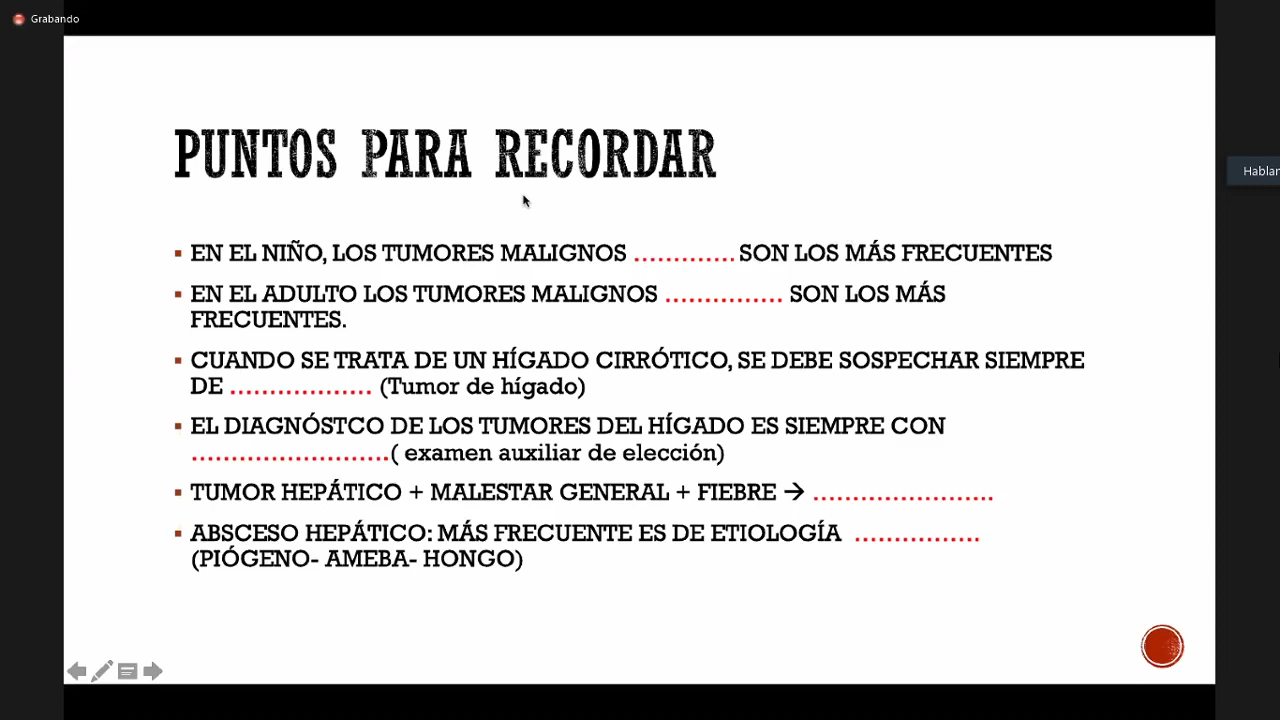 Grabando
PUNTOS PARA RECORDAR
Hablar
▪ EN EL NIÑO, LOS TUMORES MALIGNOS ............. SON LOS MÁS FRECUENTES
▪ EN EL ADULTO LOS TUMORES MALIGNOS ............... SON LOS MÁS
FRECUENTES.
▪ CUANDO SE TRATA DE UN HÍGADO CIRRÓTICO, SE DEBE SOSPECHAR SIEMPRE
DE .................. (Tumor de hígado)
▪ EL DIAGNÓSTCO DE LOS TUMORES DEL HÍGADO ES SIEMPRE CON
.........................( examen auxiliar de elección)
▪ TUMOR HEPÁTICO + MALESTAR GENERAL + FIEBRE → .......................
▪ ABSCESO HEPÁTICO: MÁS FRECUENTE ES DE ETIOLOGÍA ................
(PIÓGENO- AMEBA- HONGO)